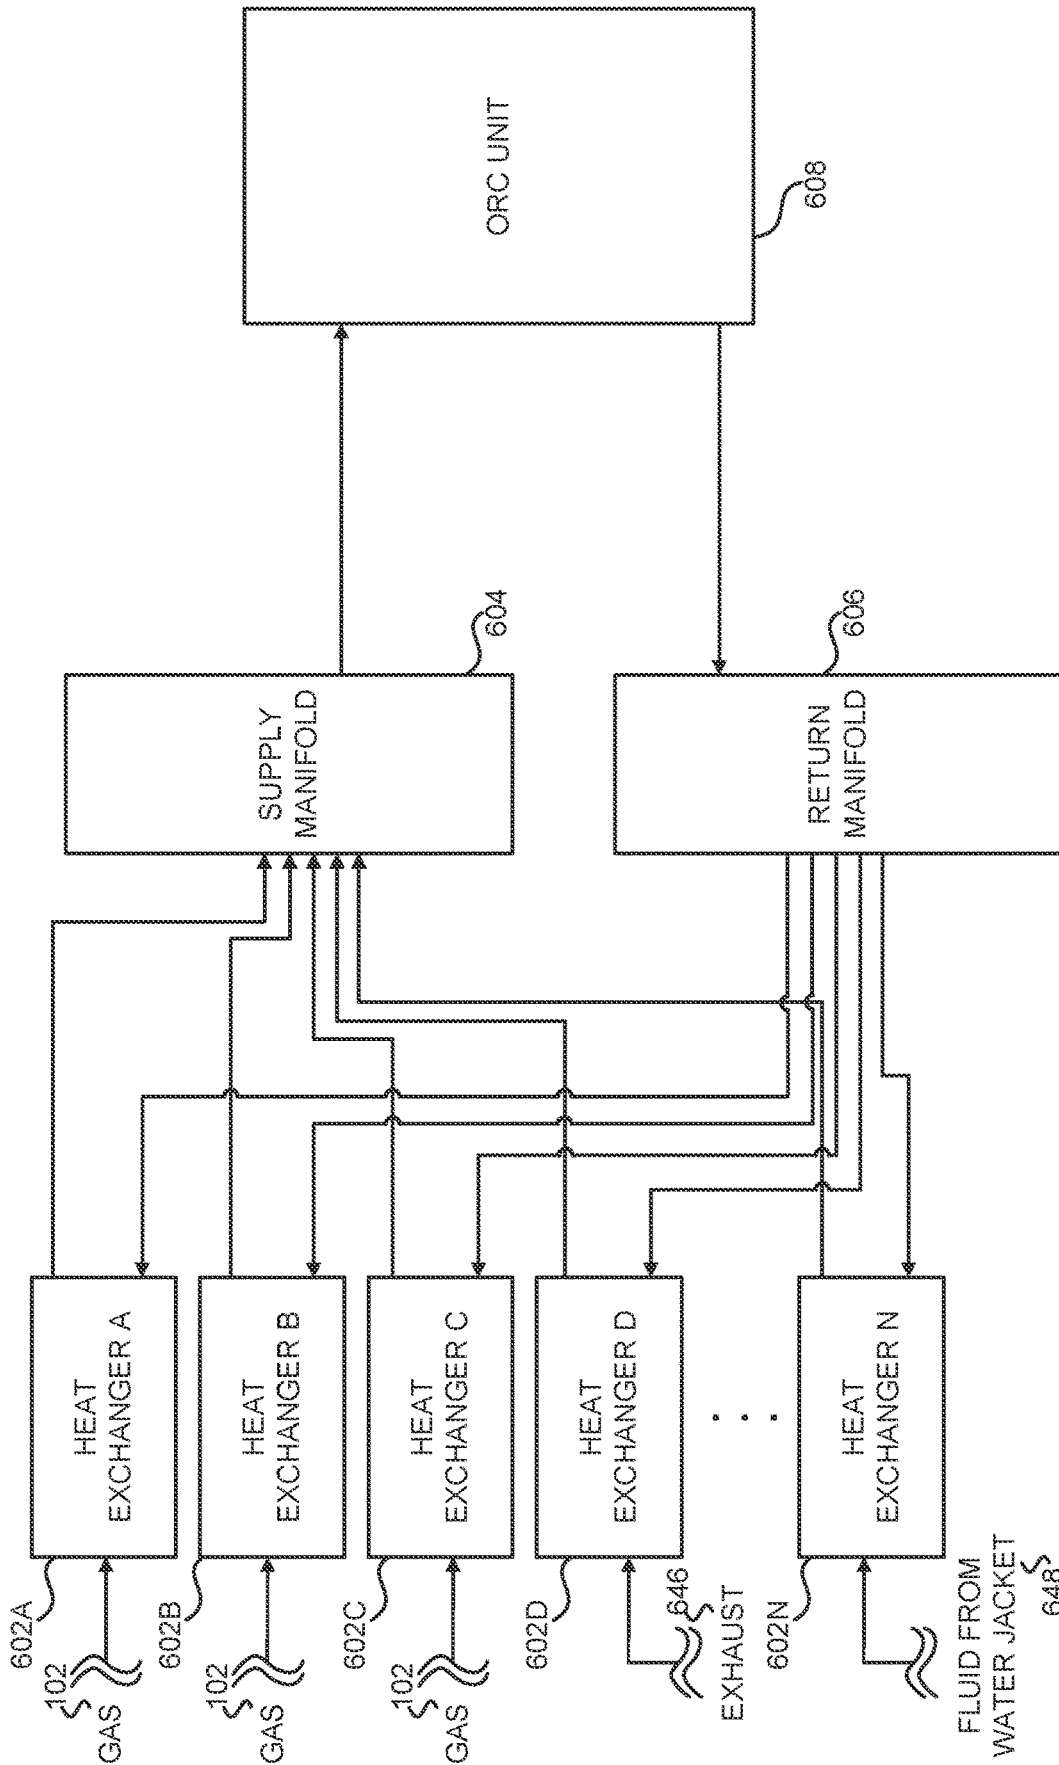 ORC UNIT
608
SUPPLY
MANIFOLD
604
RETURN
MANIFOLD
606
HEAT
EXCHANGER A
602A
102
GAS
HEAT
EXCHANGER B
602B
102
GAS
HEAT
EXCHANGER C
602C
102
GAS
HEAT
EXCHANGER D
602D
646
EXHAUST
. . .
HEAT
EXCHANGER N
602N
FLUID FROM
WATER JACKET
648